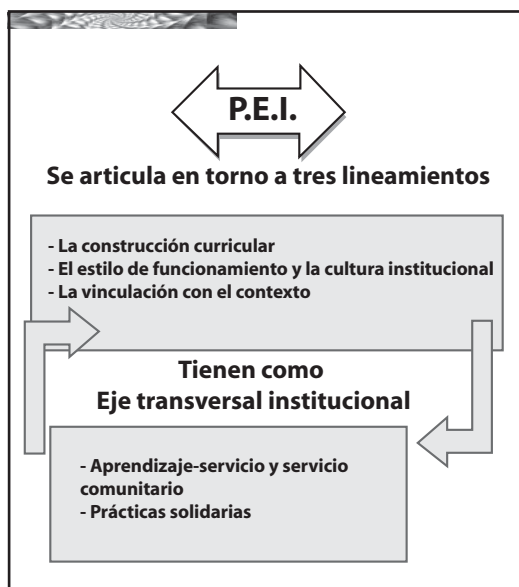 P.E.I.
Se articula en torno a tres lineamientos
- La construcción curricular
- El estilo de funcionamiento y la cultura institucional
- La vinculación con el contexto
Tienen como
Eje transversal institucional
- Aprendizaje-servicio y servicio
comunitario
- Prácticas solidarias